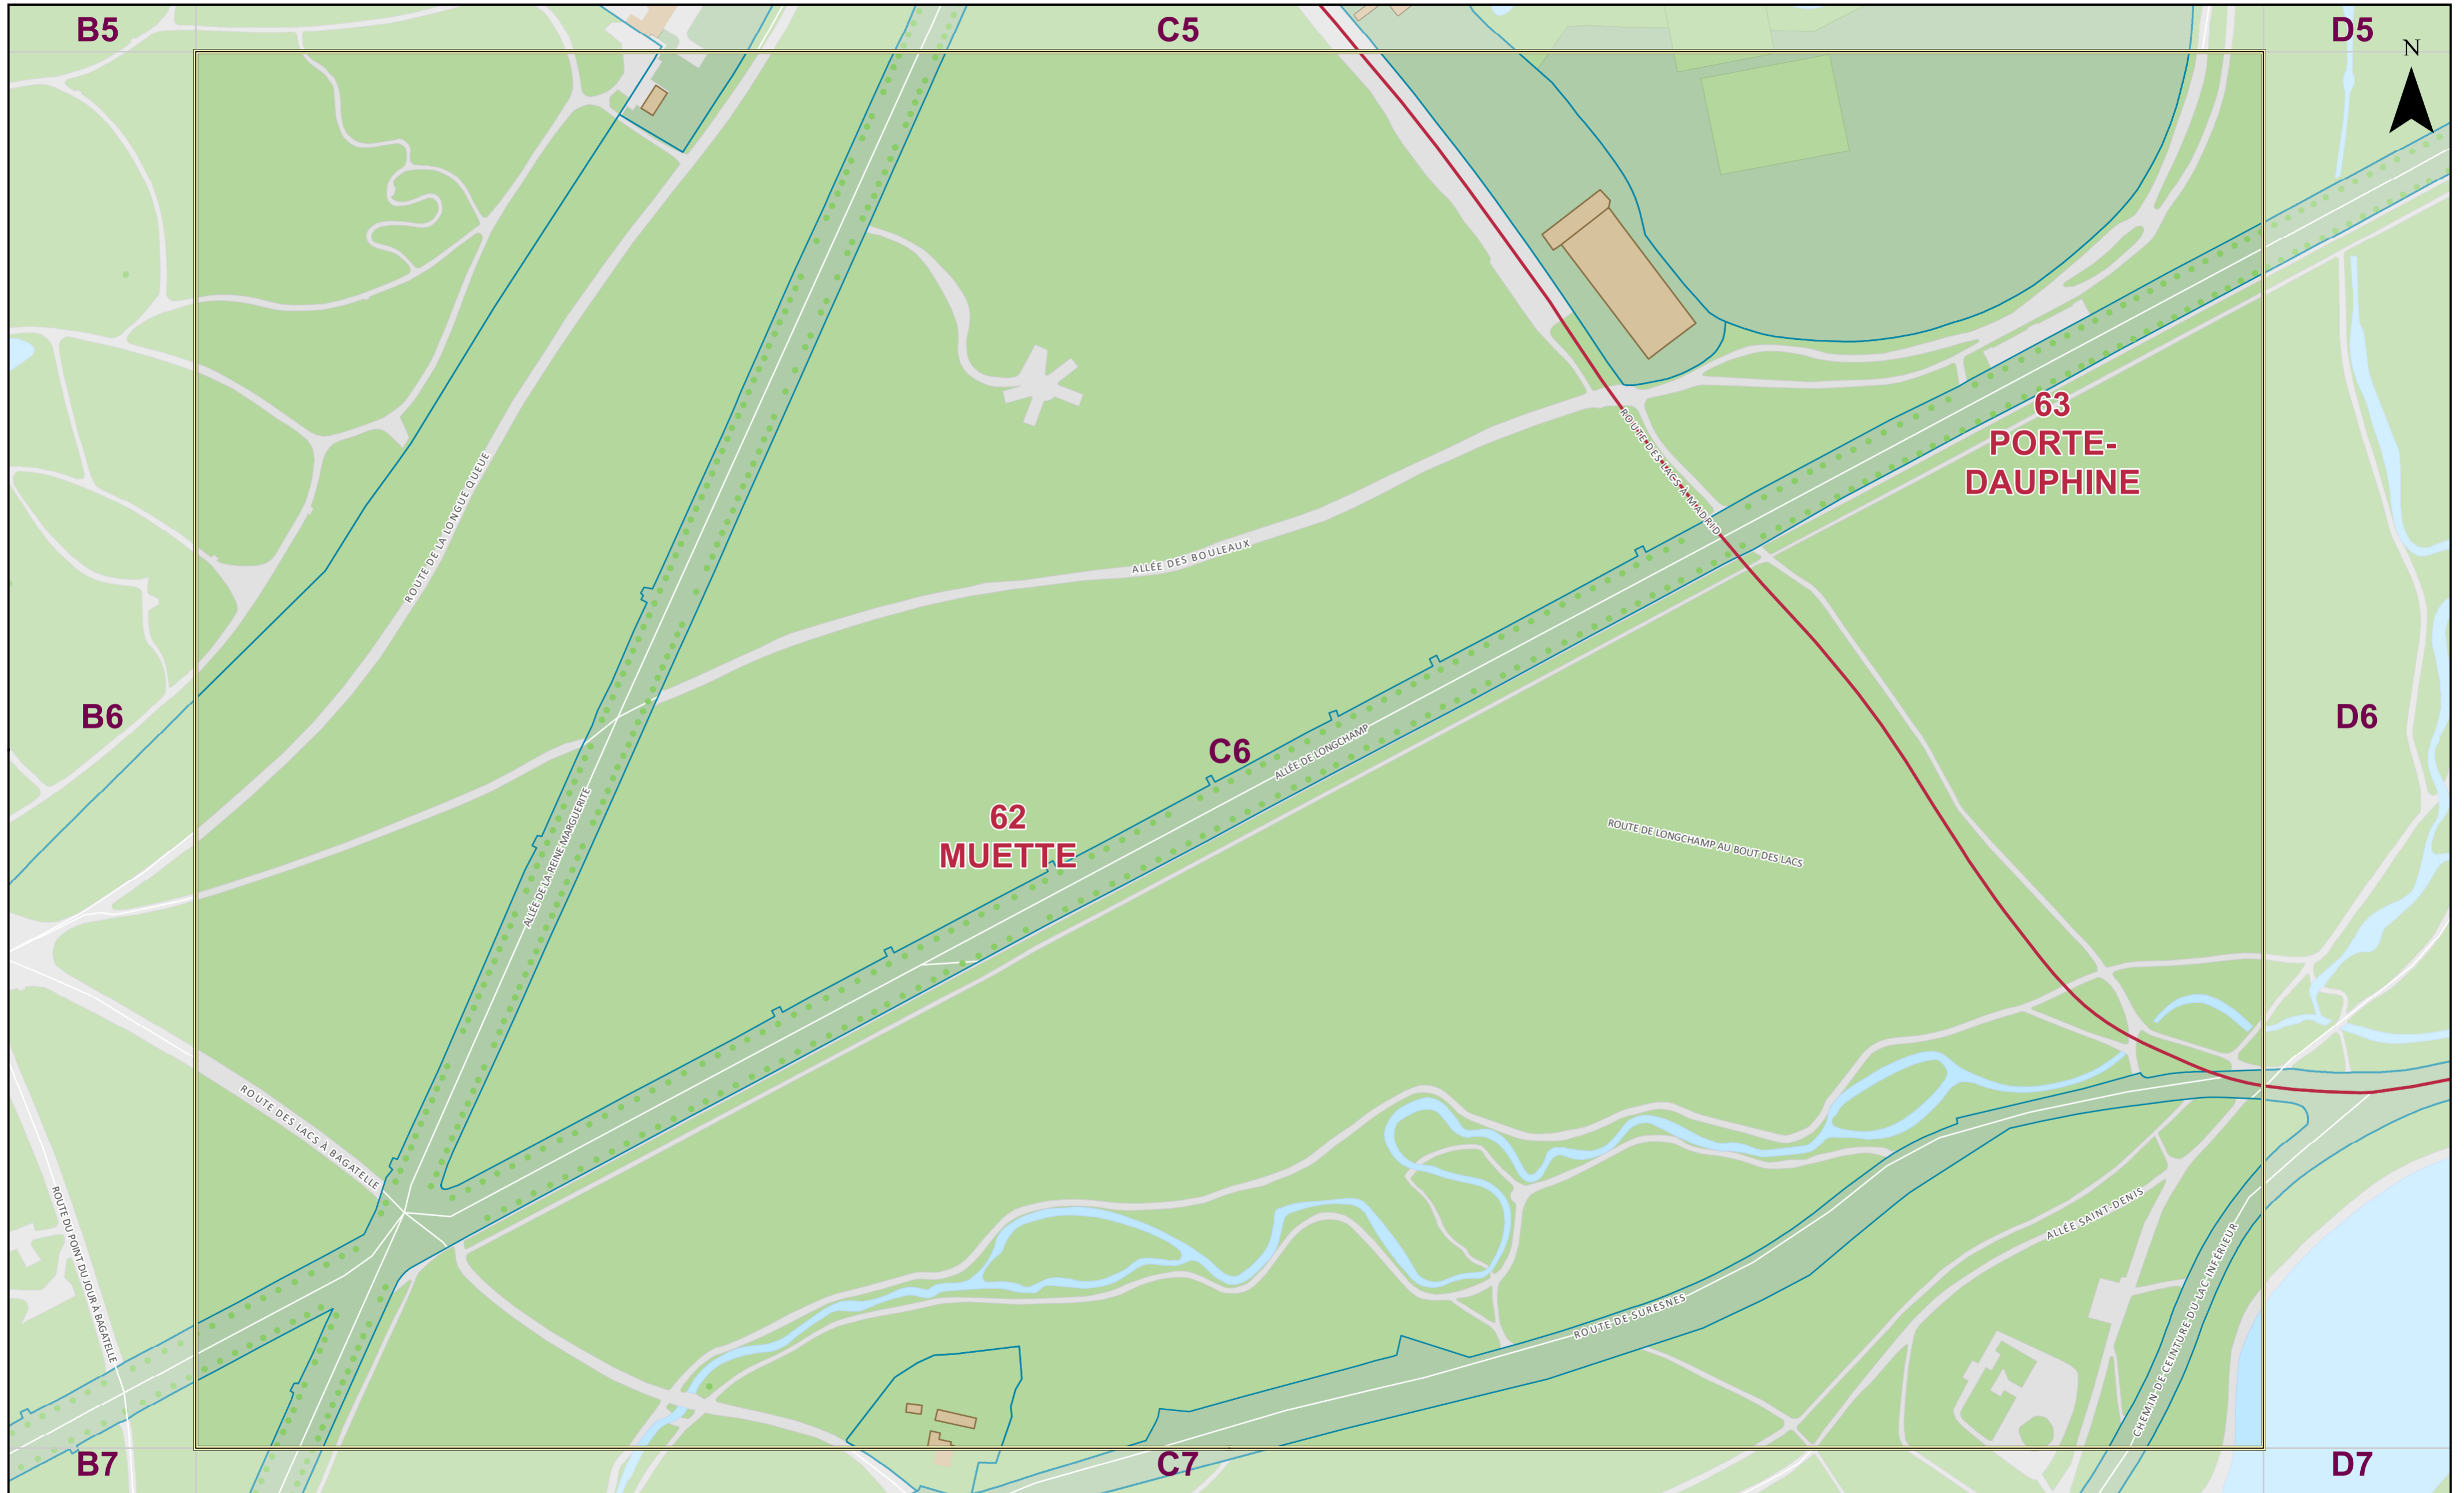 B5
C5
D5
N
63
PORTE-
DAUPHINE
ROUTE DES LACS À MADRID
ROUTE DE LA LONGUE QUEUE
ALLÉE DES BOULEAUX
B6
C6
D6
ALLÉE DE LONGCHAMP
62
MUETTE
ALLÉE DE LA REINE MARGUERITE
ROUTE DE LONGCHAMP AU BOUT DES LACS
ROUTE DES LACS À BAGATELLE
ROUTE DU POINT DU JOUR À BAGATELLE
ALLÉE SAINT-DENIS
ROUTE DE SURESNES
CHEMIN DE CEINTURE DU LAC INFÉRIEUR
B7
C7
D7